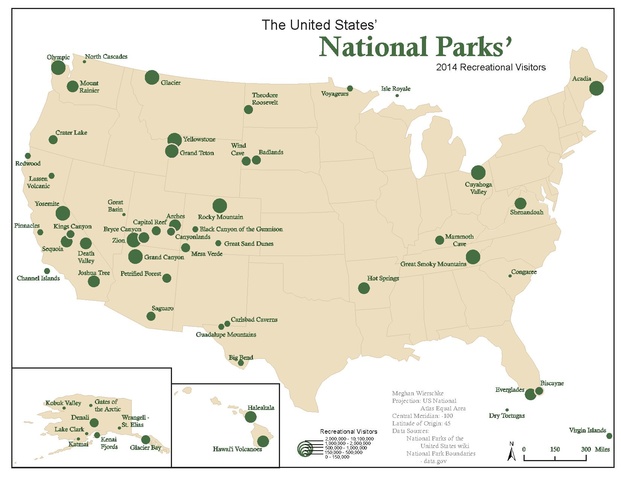 The United States'
National Parks'
2014 Recreational Visitors
Olympic
North Cascades
Mount
Rainier
Glacier
Theodore
Roosevelt
Voyageurs
Isle Royale
Acadia
Crater Lake
Yellowstone
Grand Teton
Wind
Cave
Badlands
Redwood
Lassen
Volcanic
Cuyahoga
Valley
Great
Basin
Yosemite
Rocky Mountain
Shenandoah
Pinnacles
Kings Canyon
Capitol Reef
Arches
Bryce Canyon
Black Canyon of the Gunnison
Zion
Canyonlands
Great Sand Dunes
Mammoth
Cave
Sequoia
Death
Valley
Grand Canyon
Mesa Verde
Great Smoky Mountains
Channel Islands
Joshua Tree
Petrified Forest
Hot Springs
Congaree
Saguaro
Carlsbad Caverns
Guadalupe Mountains
Big Bend
Everglades
Biscayne
Dry Tortugas
Virgin Islands
Kobuk Valley
Gates of
the Arctic
Denali
Wrangell -
St. Elias
Lake Clark
Katmai
Kenai
Fjords
Glacier Bay
Haleakala
Hawai'i Volcanoes
Recreational Visitors
2,000,000 - 10,100,000
1,000,000 - 2,000,000
500,000 - 1,000,000
150,000 - 500,000
0 - 150,000
Projection: US National
Atlas Equal Area
Central Meridian: -100
Latitude of Origin: 45
Data Sources:
National Parks of the
United States wiki
National Park Boundaries
- data.gov
N
0 150 300
Miles